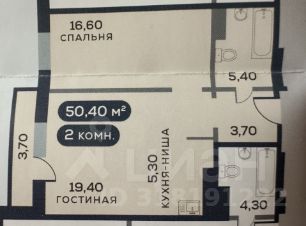 16,60
СПАЛЬНЯ
5,40
50,40 м²
2 комн.
3,70
3,70
5,30
КУХНЯ-НИША
19,40
ГОСТИНАЯ
4,30